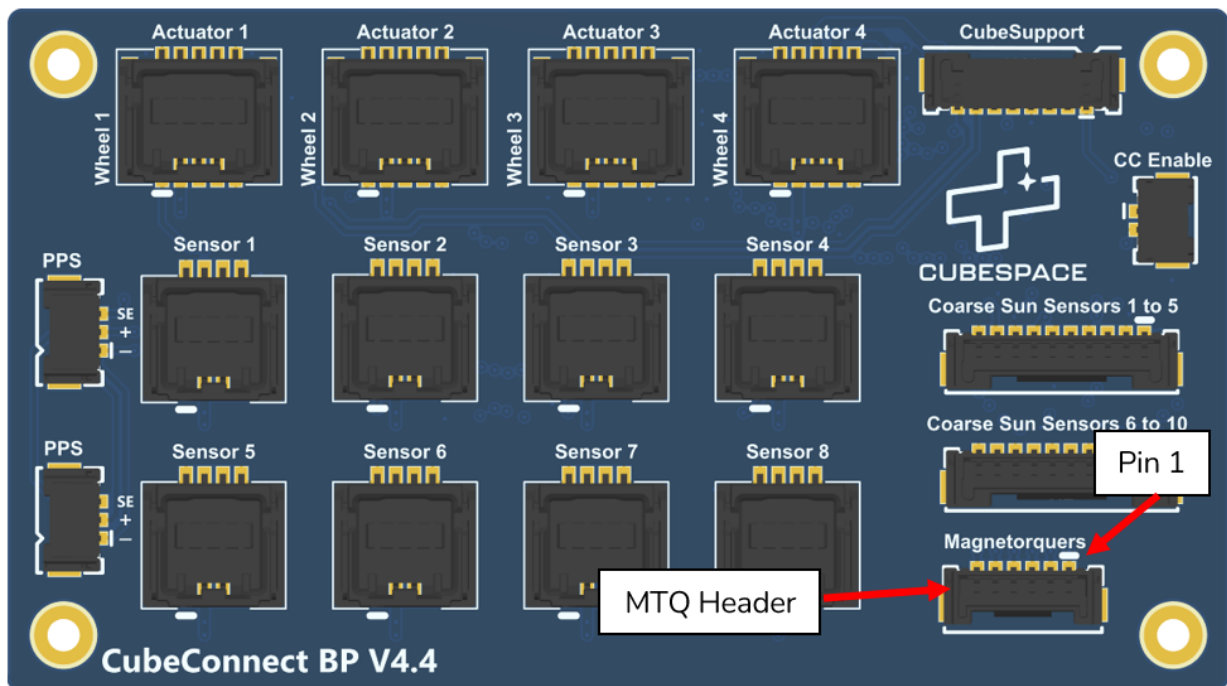 Actuator 1
Actuator 2
Actuator 3
Actuator 4
CubeSupport
Wheel 1
Wheel 2
Wheel 3
Wheel 4
CC Enable
CUBESPACE
PPS
SE
+
−
Sensor 1
Sensor 2
Sensor 3
Sensor 4
Coarse Sun Sensors 1 to 5
Coarse Sun Sensors 6 to 10
Pin 1
PPS
SE
+
−
Sensor 5
Sensor 6
Sensor 7
Sensor 8
Magnetorquers
MTQ Header
CubeConnect BP V4.4